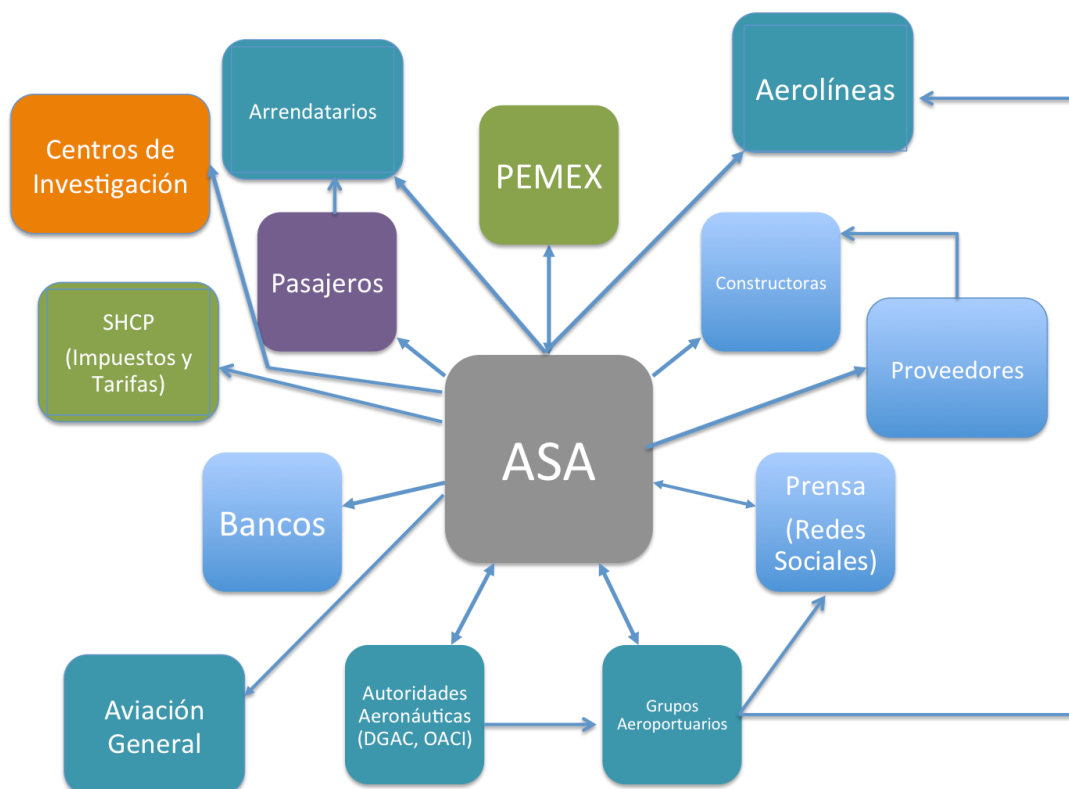 Arrendatarios
Aerolíneas
Centros de
Investigación
PEMEX
Pasajeros
Constructoras
SHCP
(Impuestos y
Tarifas)
Proveedores
ASA
Bancos
Prensa
(Redes
Sociales)
Aviación
General
Autoridades
Aeronáuticas
(DGAC, OACI)
Grupos
Aeroportuarios